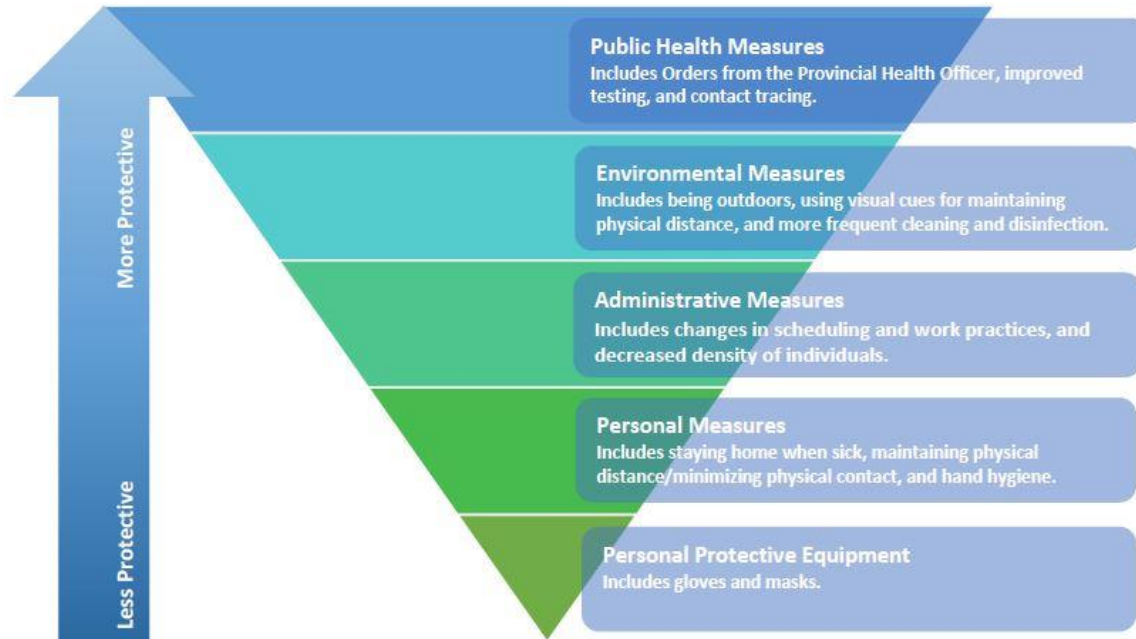 More Protective
Less Protective
Public Health Measures
Includes Orders from the Provincial Health Officer, improved
testing, and contact tracing.
Environmental Measures
Includes being outdoors, using visual cues for maintaining
physical distance, and more frequent cleaning and disinfection.
Administrative Measures
Includes changes in scheduling and work practices, and
decreased density of individuals.
Personal Measures
Includes staying home when sick, maintaining physical
distance/minimizing physical contact, and hand hygiene.
Personal Protective Equipment
Includes gloves and masks.